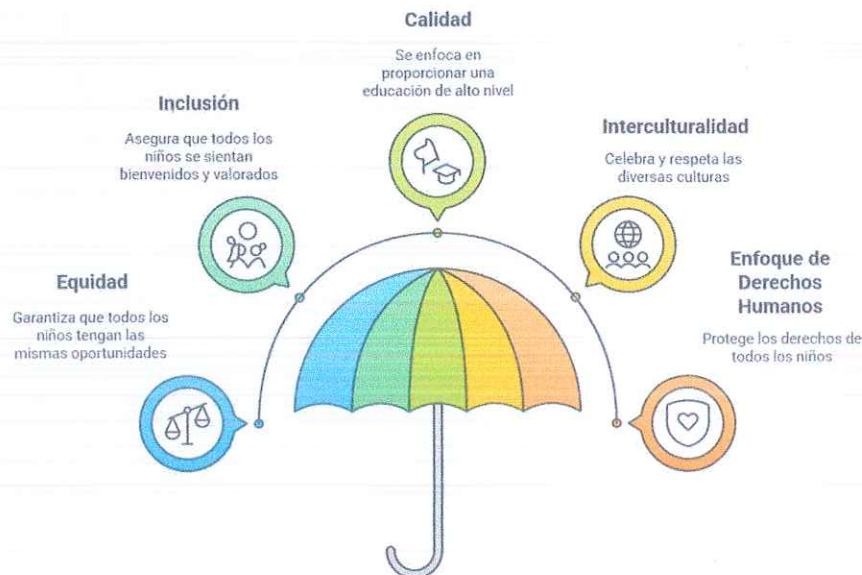 Calidad
Se enfoca en
proporcionar una
educación de alto nivel
Inclusión
Asegura que todos los
niños se sientan
bienvenidos y valorados
Interculturalidad
Celebra y respeta las
diversas culturas
Equidad
Garantiza que todos los
niños tengan las
mismas oportunidades
Enfoque de
Derechos
Humanos
Protege los derechos de
todos los niños